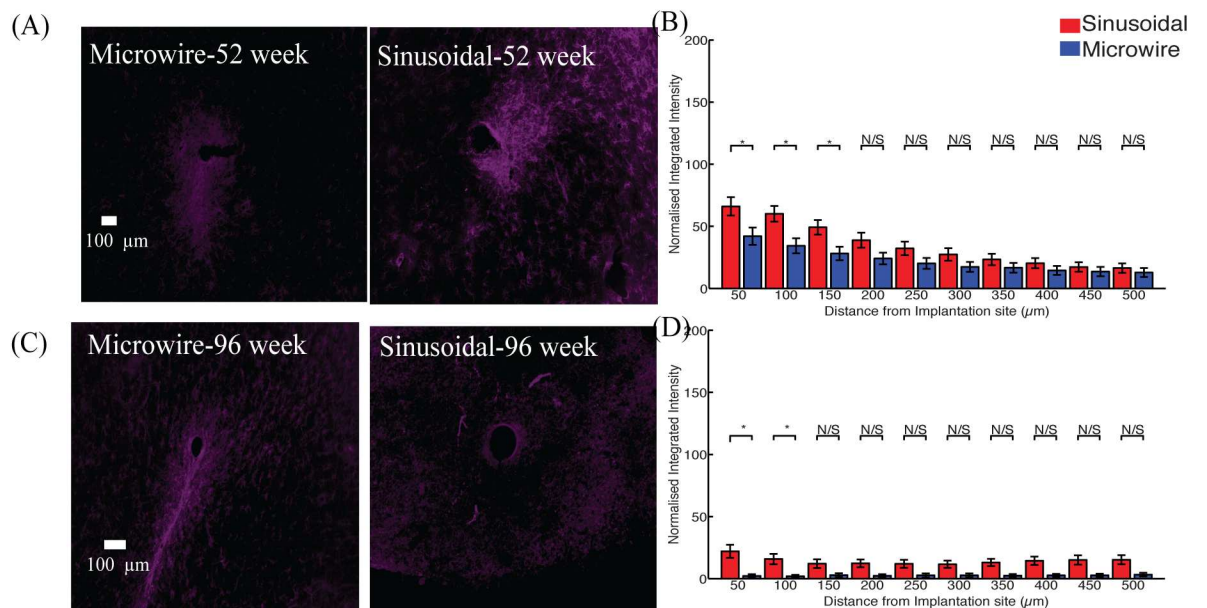 (A)
Microwire-52 week
Sinusoidal-52 week
100 µm
(B)
Sinusoidal
Microwire
200
150
100
50
0
Normalised Integrated Intensity
* * * N/S N/S N/S N/S N/S N/S N/S
50 100 150 200 250 300 350 400 450 500
Distance from Implantation site (µm)
(C)
Microwire-96 week
Sinusoidal-96 week
100 µm
(D)
200
150
100
50
0
Normalised Integrated Intensity
* * N/S N/S N/S N/S N/S N/S N/S N/S
50 100 150 200 250 300 350 400 450 500
Distance from Implantation site (µm)